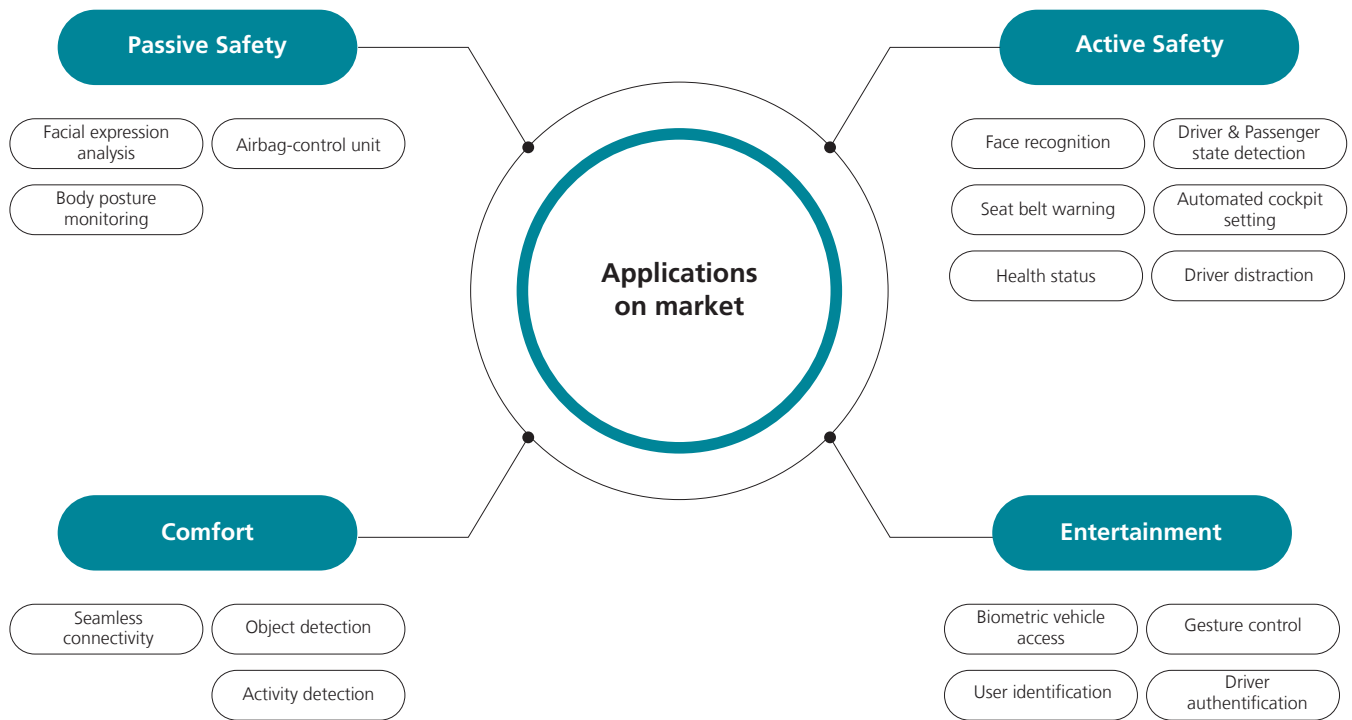 Passive Safety
Facial expression
analysis
Airbag-control unit
Body posture
monitoring
Active Safety
Face recognition
Driver & Passenger
state detection
Seat belt warning
Automated cockpit
setting
Health status
Driver distraction
Applications
on market
Comfort
Seamless
connectivity
Object detection
Activity detection
Entertainment
Biometric vehicle
access
Gesture control
User identification
Driver
authentification